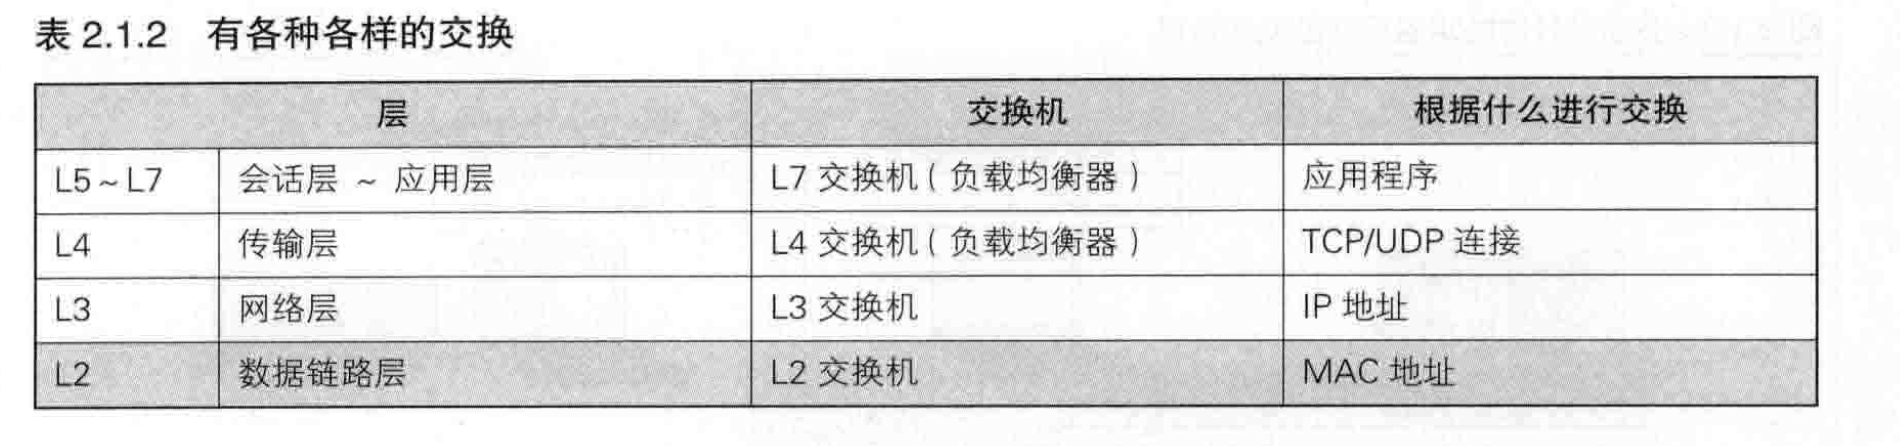 表 2.1.2 有各种各样的交换
层 交换机 根据什么进行交换
L5～L7 会话层 ～ 应用层 L7 交换机（负载均衡器） 应用程序
L4 传输层 L4 交换机（负载均衡器） TCP/UDP 连接
L3 网络层 L3 交换机 IP 地址
L2 数据链路层 L2 交换机 MAC 地址